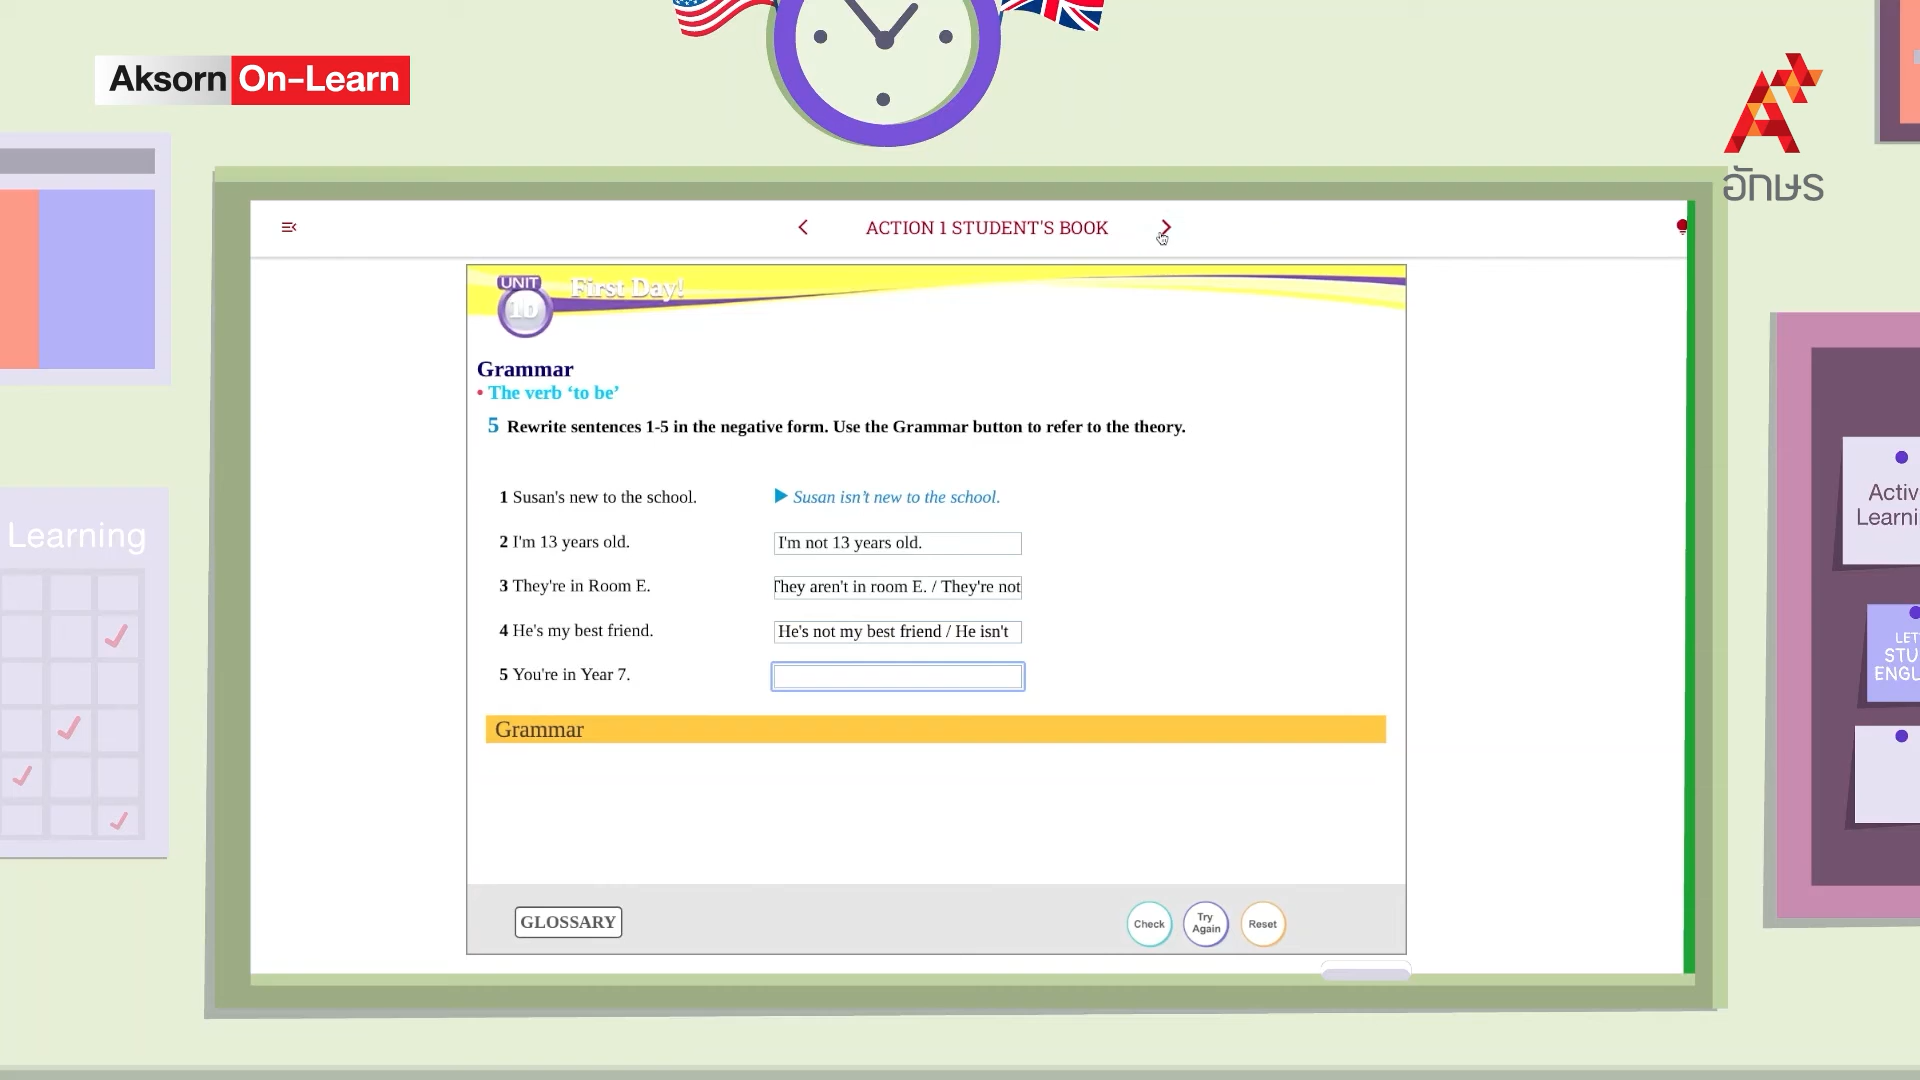 Aksorn On-Learn
อักษร
ACTION 1 STUDENT'S BOOK
UNIT
1b
First Day!
Grammar
• The verb ‘to be’
5 Rewrite sentences 1-5 in the negative form. Use the Grammar button to refer to the theory.
1 Susan's new to the school.
Susan isn’t new to the school.
2 I'm 13 years old.
I'm not 13 years old.
3 They're in Room E.
They aren't in room E. / They're not
4 He's my best friend.
He's not my best friend / He isn't
5 You're in Year 7.
Grammar
GLOSSARY
Check
Try
Again
Reset
Learning